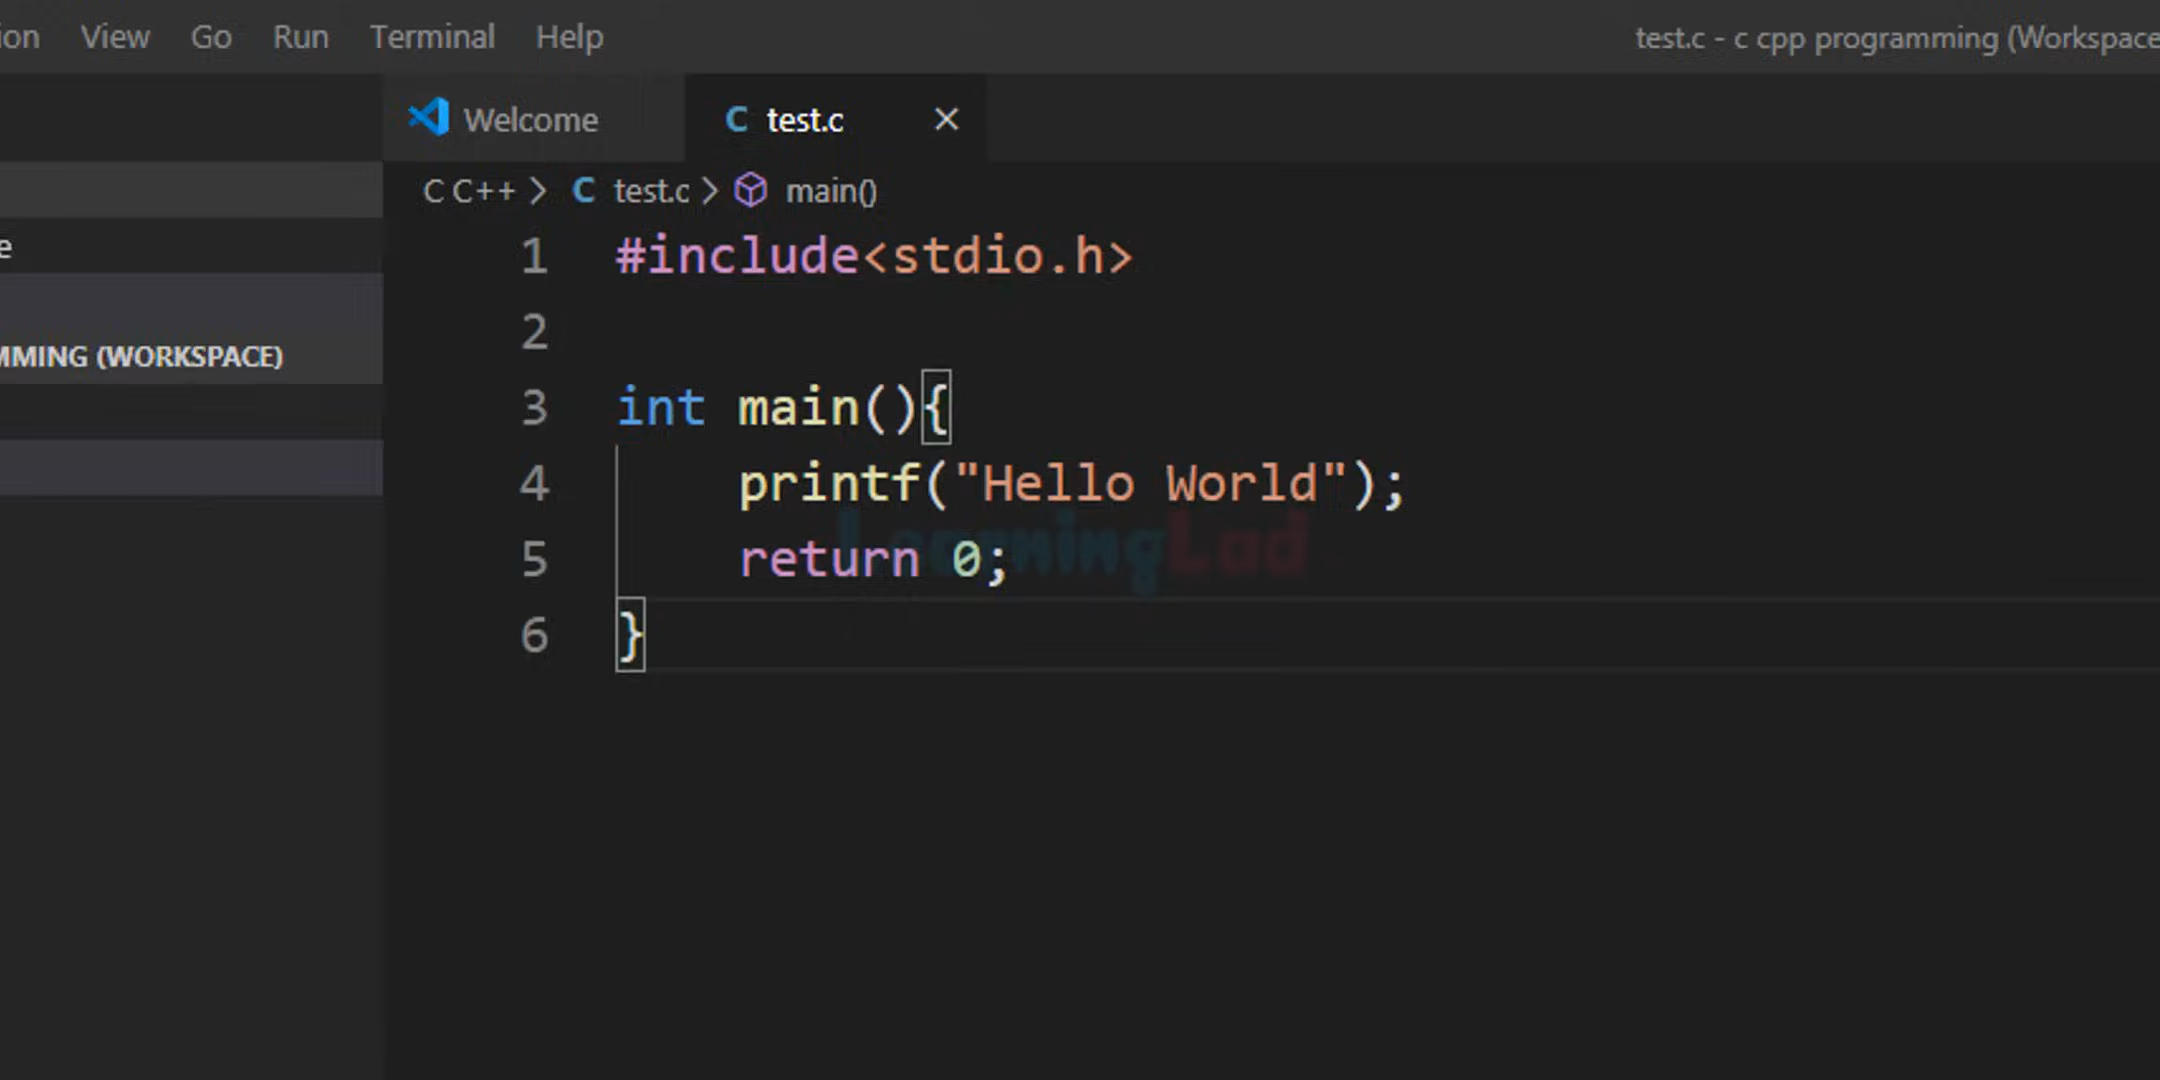 ion View Go Run Terminal Help test.c - c cpp programming (Workspace
Welcome C test.c ×
C C++ > C test.c > main()
1 #include<stdio.h>
e
2
MMING (WORKSPACE)
3 int main(){
4 printf("Hello World");
LearningLad
5 return 0;
6 }